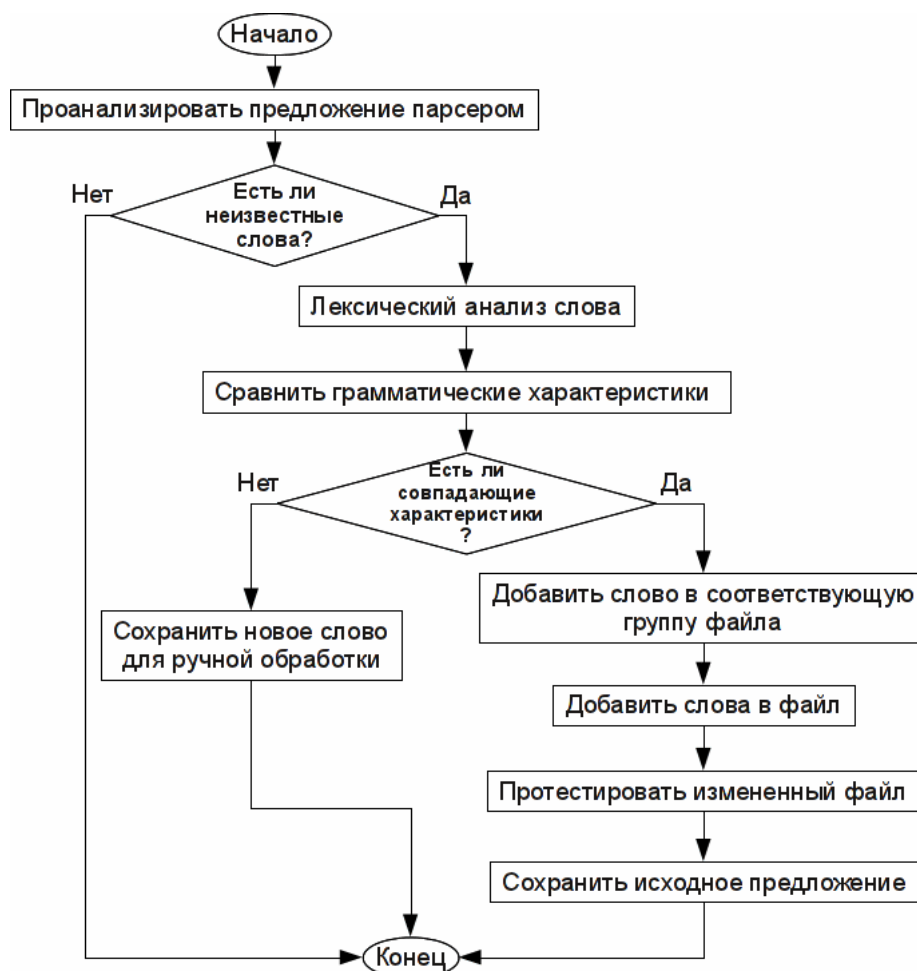 Начало
Проанализировать предложение парсером
Нет
Есть ли
неизвестные
слова?
Да
Лексический анализ слова
Сравнить грамматические характеристики
Нет
Есть ли
совпадающие
характеристики
?
Да
Добавить слово в соответствующую
группу файла
Сохранить новое слово
для ручной обработки
Добавить слова в файл
Протестировать измененный файл
Сохранить исходное предложение
Конец